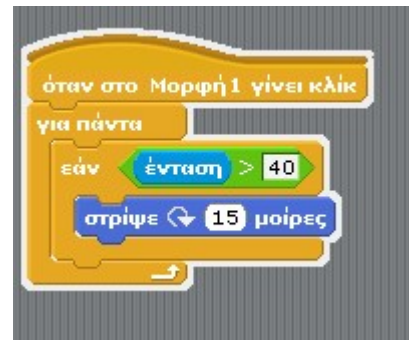 όταν στο Μορφή1 γίνει κλίκ
για πάντα
εάν ένταση > 40
στρίψε 15 μοίρες